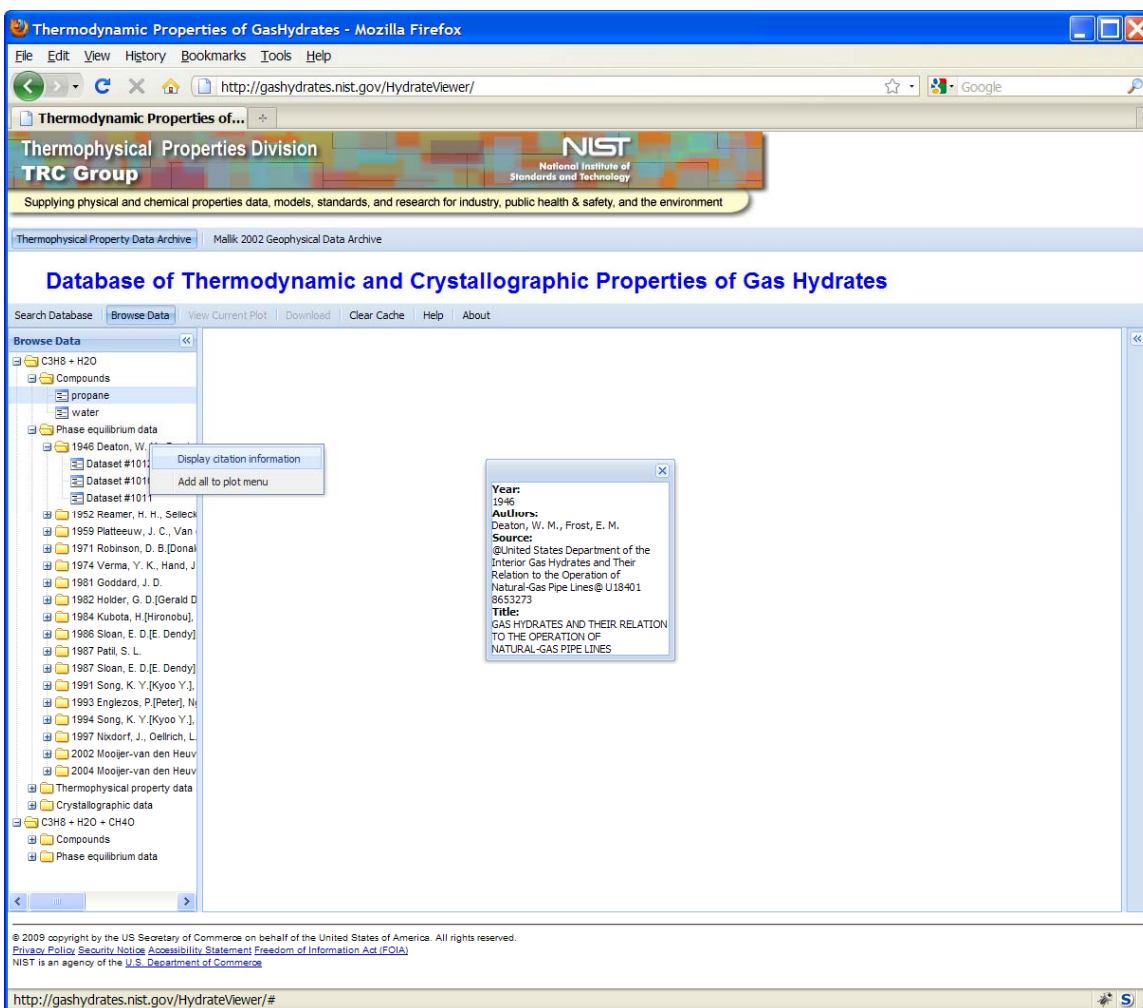 Thermodynamic Properties of GasHydrates - Mozilla Firefox
File Edit View History Bookmarks Tools Help
http://gashydrates.nist.gov/HydrateViewer/
Google
Thermodynamic Properties of...
Thermophysical Properties Division
TRC Group
NIST
National Institute of
Standards and Technology
Supplying physical and chemical properties data, models, standards, and research for industry, public health & safety, and the environment
Thermophysical Property Data Archive Mallik 2002 Geophysical Data Archive
Database of Thermodynamic and Crystallographic Properties of Gas Hydrates
Search Database Browse Data View Current Plot Download Clear Cache Help About
Browse Data
C3H8 + H2O
Compounds
propane
water
Phase equilibrium data
1946 Deaton, W.
Dataset #1012
Dataset #1010
Dataset #1011
Display citation information
Add all to plot menu
1952 Reamer, H. H., Selleck
1959 Platteeuw, J. C., Van
1971 Robinson, D. B.[Donal
1974 Verma, Y. K., Hand, J
1981 Goddard, J. D.
1982 Holder, G. D.[Gerald D
1984 Kubota, H.[Hironobu],
1986 Sloan, E. D.[E. Dendy]
1987 Patil, S. L.
1987 Sloan, E. D.[E. Dendy]
1991 Song, K. Y.[Kyoo Y.],
1993 Englezos, P.[Peter], N
1994 Song, K. Y.[Kyoo Y.],
1997 Nixdorf, J., Oellrich, L.
2002 Mooijer-van den Heuv
2004 Mooijer-van den Heuv
Thermophysical property data
Crystallographic data
C3H8 + H2O + CH4O
Compounds
Phase equilibrium data
Year:
1946
Authors:
Deaton, W. M., Frost, E. M.
Source:
@United States Department of the
Interior Gas Hydrates and Their
Relation to the Operation of
Natural-Gas Pipe Lines@ U18401
8653273
Title:
GAS HYDRATES AND THEIR RELATION
TO THE OPERATION OF
NATURAL-GAS PIPE LINES
© 2009 copyright by the US Secretary of Commerce on behalf of the United States of America. All rights reserved.
Privacy Policy Security Notice Accessibility Statement Freedom of Information Act (FOIA)
NIST is an agency of the U.S. Department of Commerce
http://gashydrates.nist.gov/HydrateViewer/#